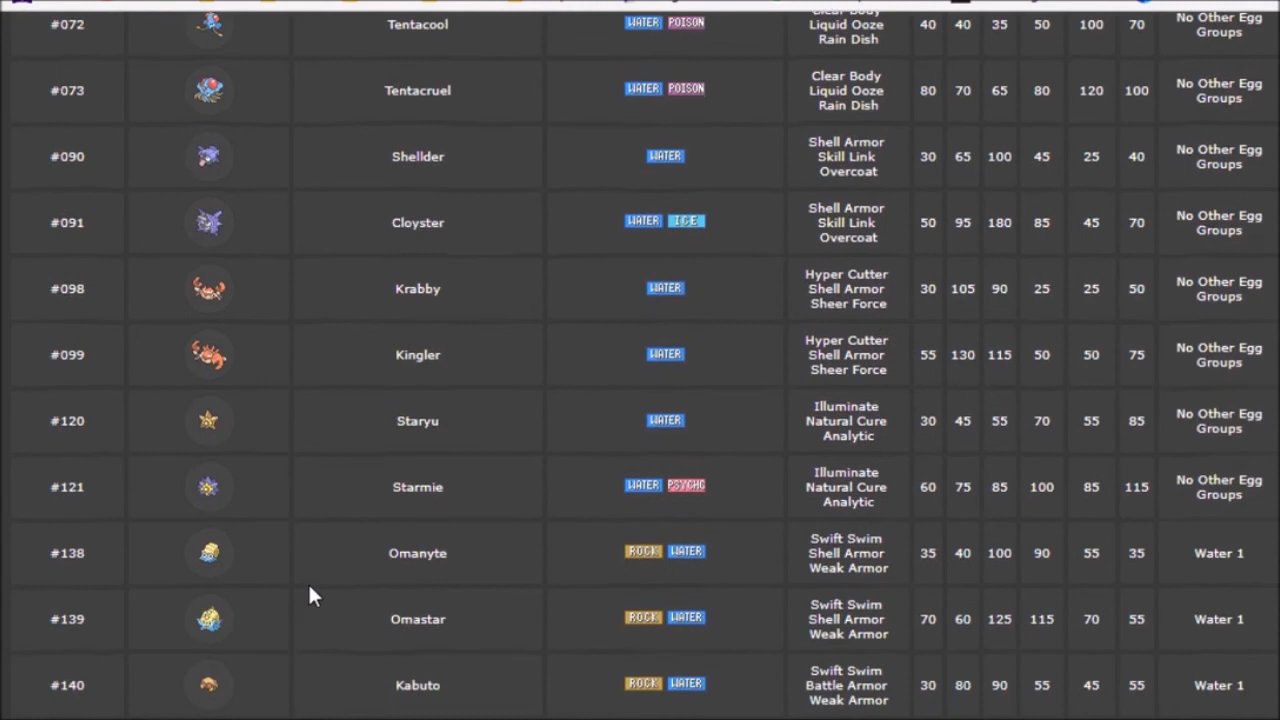 #072 Tentacool WATER POISON Clear Body Liquid Ooze Rain Dish 40 40 35 50 100 70 No Other Egg Groups
#073 Tentacruel WATER POISON Clear Body Liquid Ooze Rain Dish 80 70 65 80 120 100 No Other Egg Groups
#090 Shellder WATER Shell Armor Skill Link Overcoat 30 65 100 45 25 40 No Other Egg Groups
#091 Cloyster WATER ICE Shell Armor Skill Link Overcoat 50 95 180 85 45 70 No Other Egg Groups
#098 Krabby WATER Hyper Cutter Shell Armor Sheer Force 30 105 90 25 25 50 No Other Egg Groups
#099 Kingler WATER Hyper Cutter Shell Armor Sheer Force 55 130 115 50 50 75 No Other Egg Groups
#120 Staryu WATER Illuminate Natural Cure Analytic 30 45 55 70 55 85 No Other Egg Groups
#121 Starmie WATER PSYCHC Illuminate Natural Cure Analytic 60 75 85 100 85 115 No Other Egg Groups
#138 Omanyte ROCK WATER Swift Swim Shell Armor Weak Armor 35 40 100 90 55 35 Water 1
#139 Omastar ROCK WATER Swift Swim Shell Armor Weak Armor 70 60 125 115 70 55 Water 1
#140 Kabuto ROCK WATER Swift Swim Battle Armor Weak Armor 30 80 90 55 45 55 Water 1